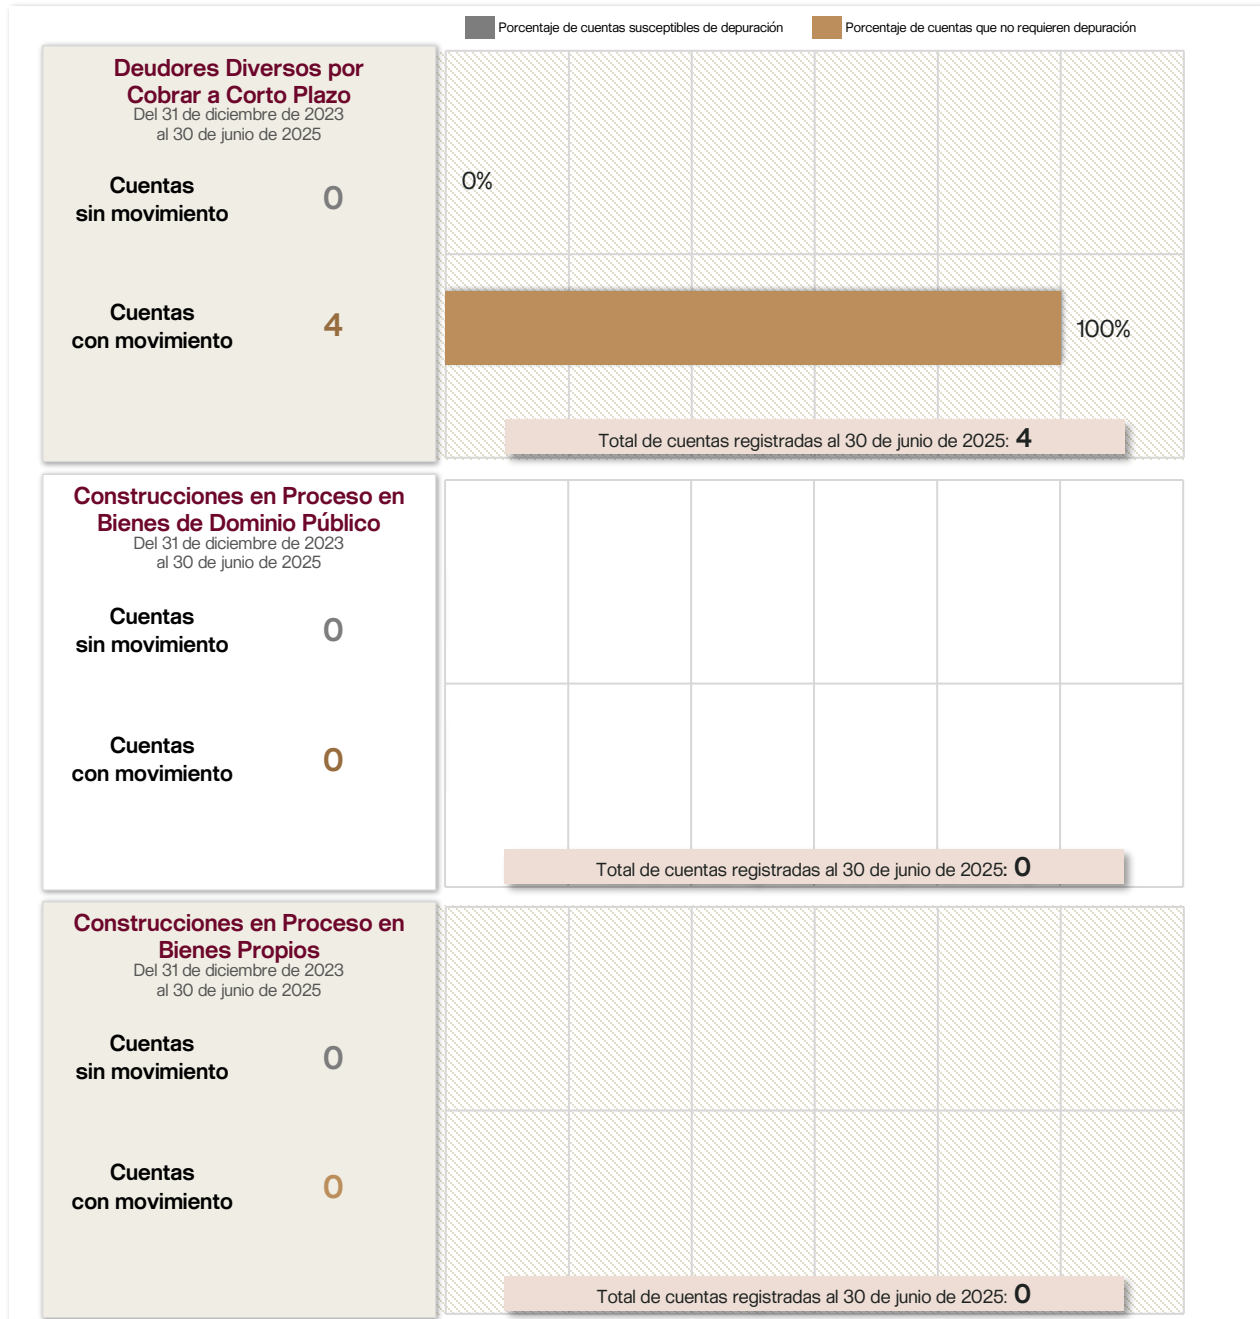 Porcentaje de cuentas susceptibles de depuración
Porcentaje de cuentas que no requieren depuración
Deudores Diversos por
Cobrar a Corto Plazo
Del 31 de diciembre de 2023
al 30 de junio de 2025
Cuentas
sin movimiento
0
0%
Cuentas
con movimiento
4
100%
Total de cuentas registradas al 30 de junio de 2025: 4
Construcciones en Proceso en
Bienes de Dominio Público
Del 31 de diciembre de 2023
al 30 de junio de 2025
Cuentas
sin movimiento
0
Cuentas
con movimiento
0
Total de cuentas registradas al 30 de junio de 2025: 0
Construcciones en Proceso en
Bienes Propios
Del 31 de diciembre de 2023
al 30 de junio de 2025
Cuentas
sin movimiento
0
Cuentas
con movimiento
0
Total de cuentas registradas al 30 de junio de 2025: 0